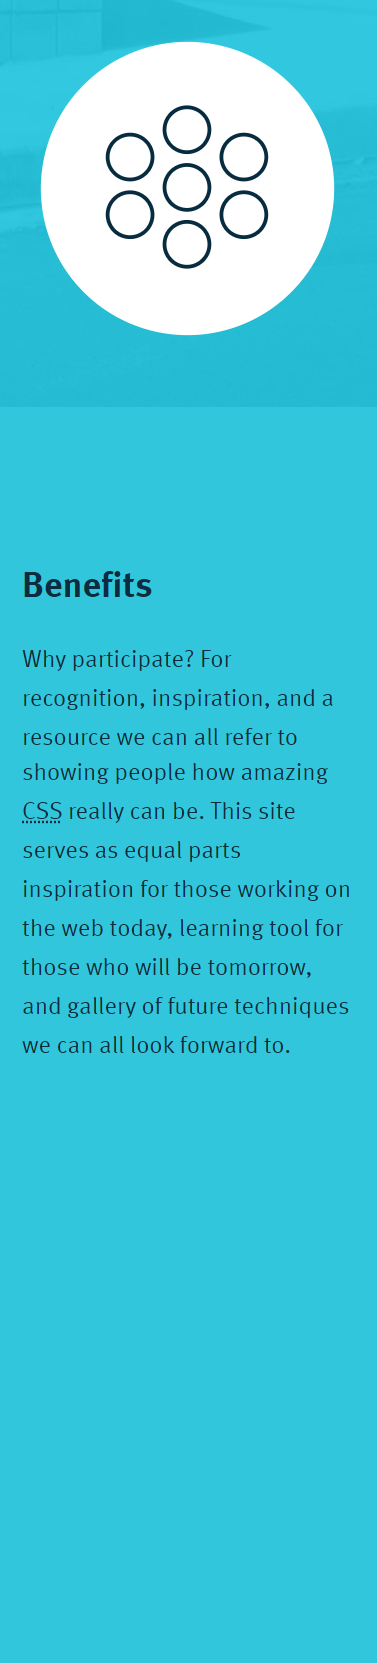 Benefits
Why participate? For
recognition, inspiration, and a
resource we can all refer to
showing people how amazing
CSS really can be. This site
serves as equal parts
inspiration for those working on
the web today, learning tool for
those who will be tomorrow,
and gallery of future techniques
we can all look forward to.